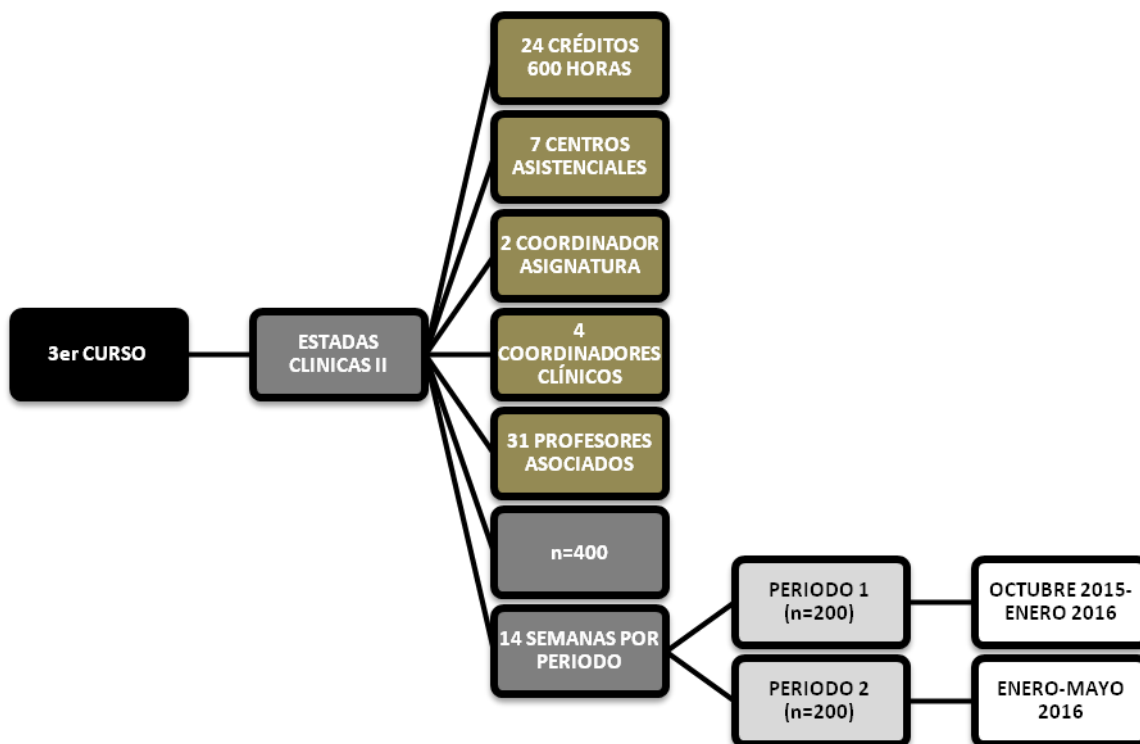 3er CURSO
ESTADAS
CLINICAS II
24 CRÉDITOS
600 HORAS
7 CENTROS
ASISTENCIALES
2 COORDINADOR
ASIGNATURA
4
COORDINADORES
CLÍNICOS
31 PROFESORES
ASOCIADOS
n=400
14 SEMANAS POR
PERIODO
PERIODO 1
(n=200)
OCTUBRE 2015-
ENERO 2016
PERIODO 2
(n=200)
ENERO-MAYO
2016